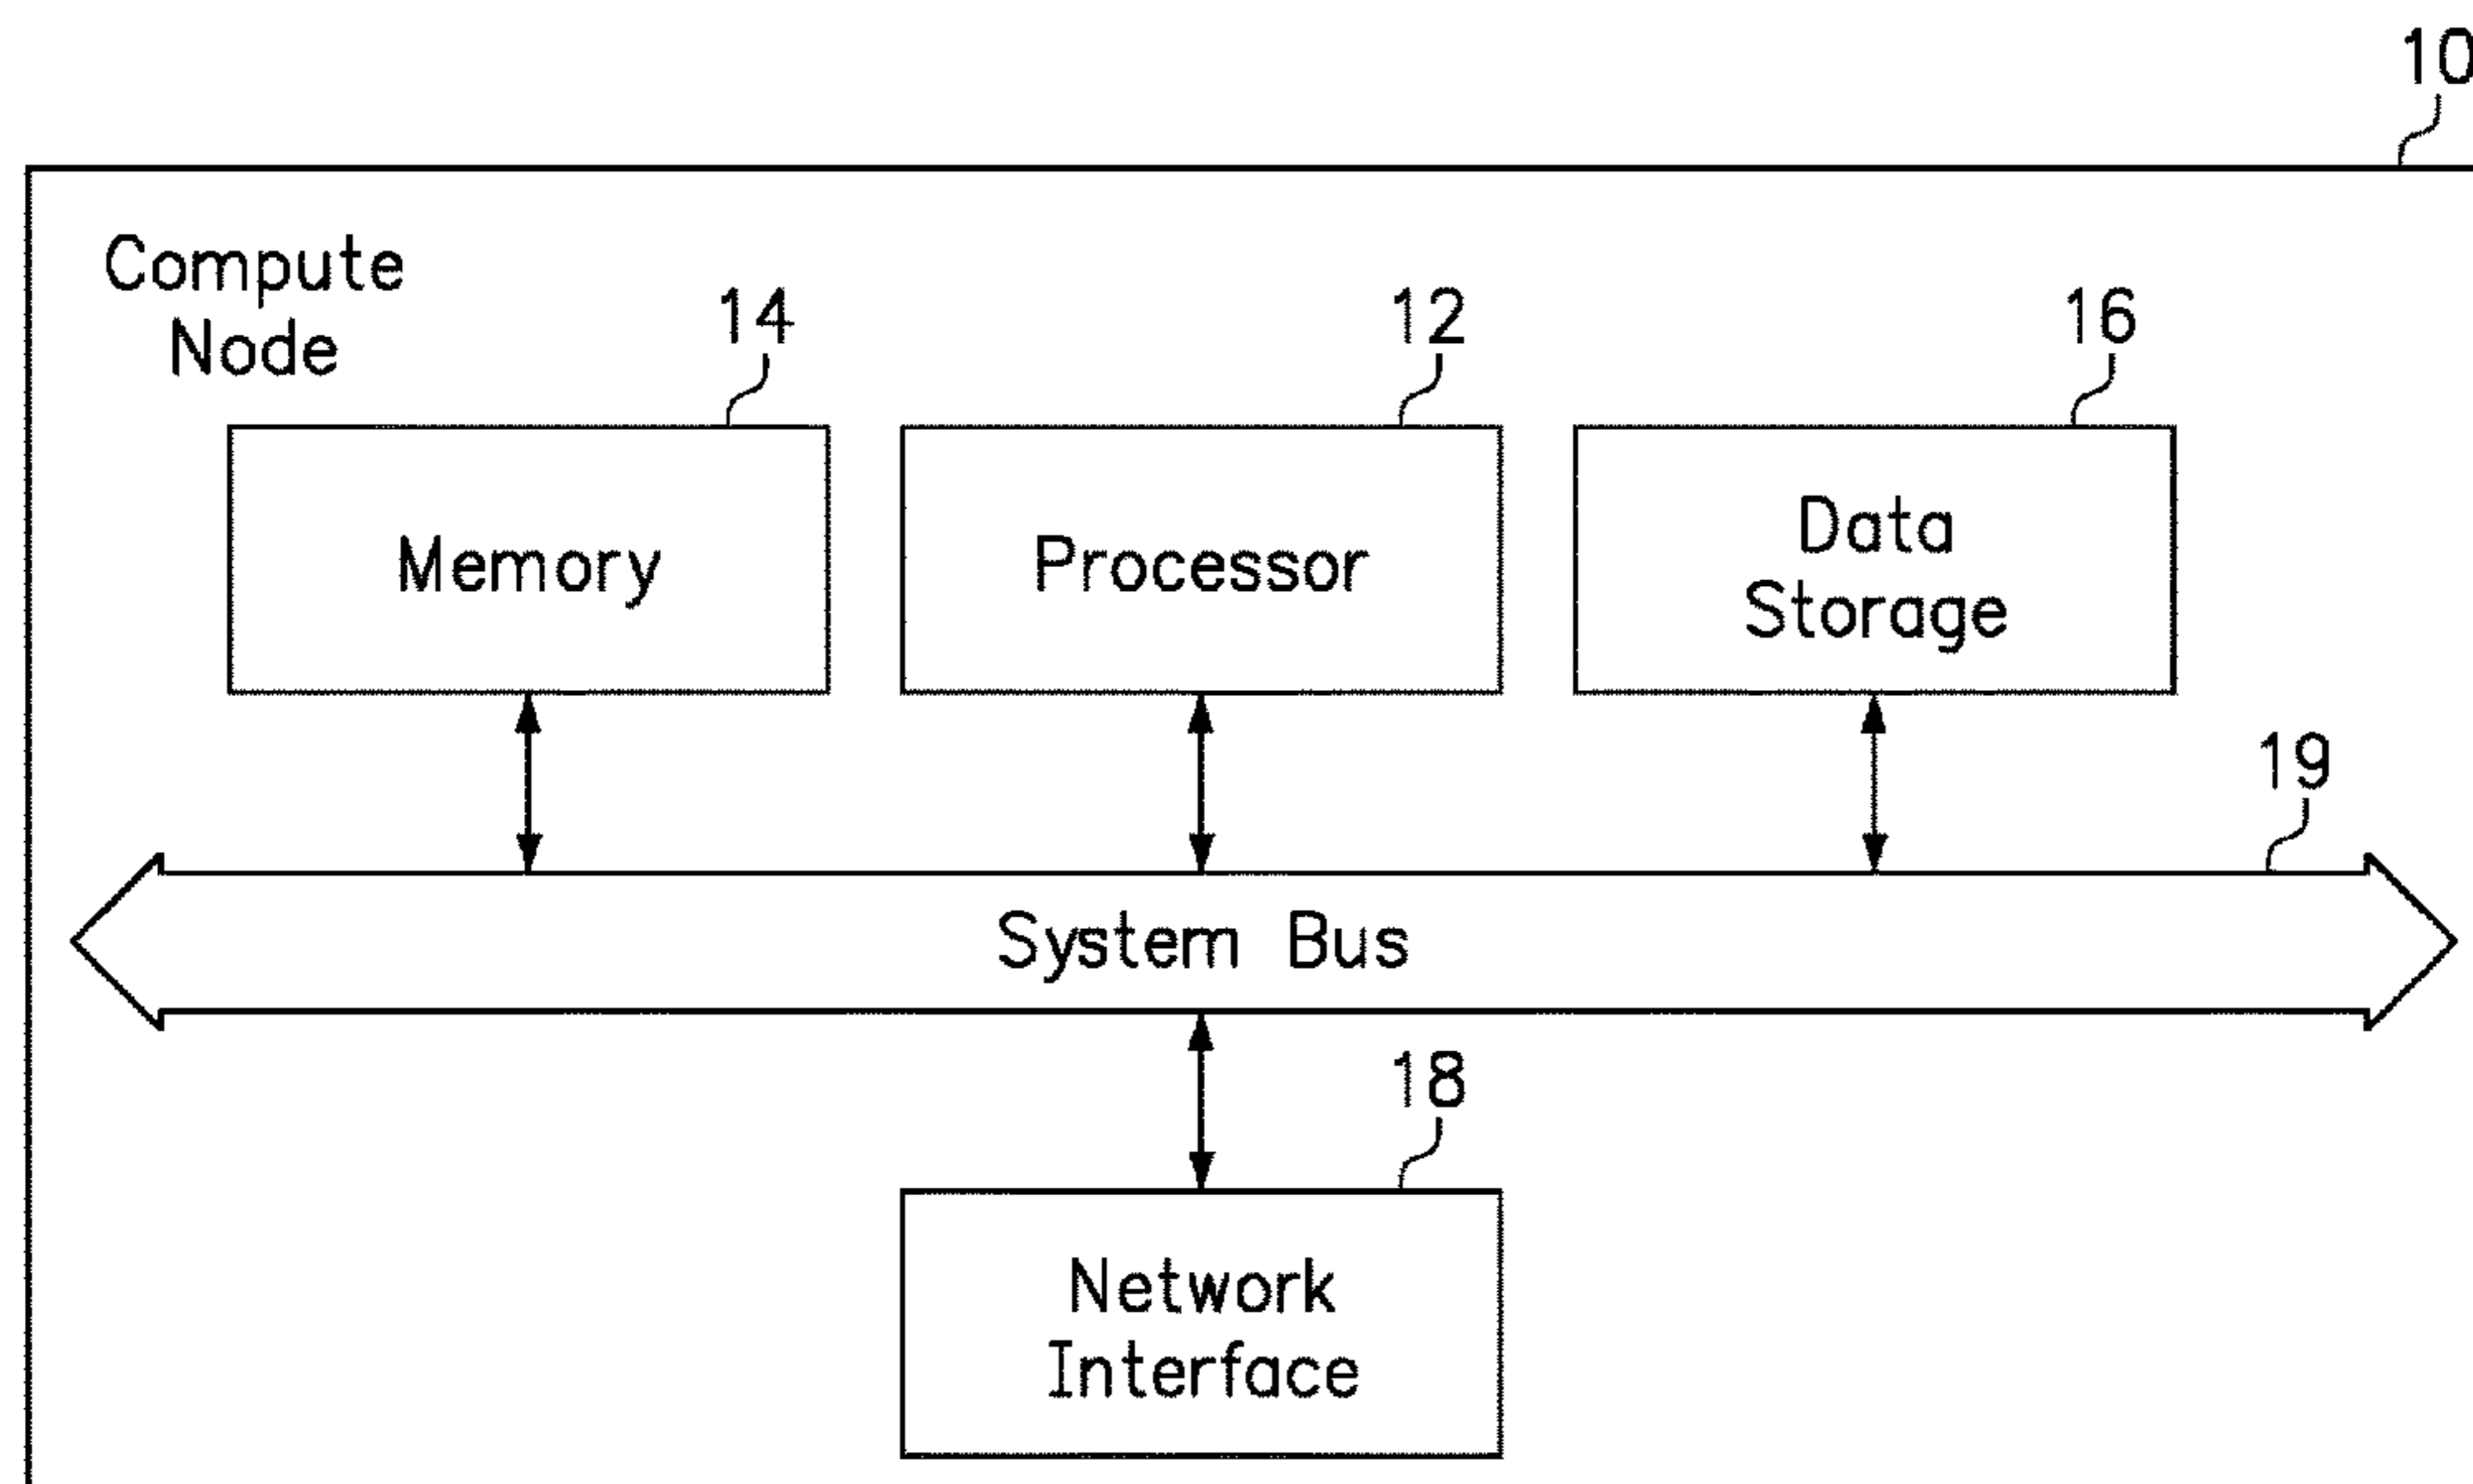 10
Compute
Node
14
12
16
Memory
Processor
Data
Storage
19
System Bus
18
Network
Interface